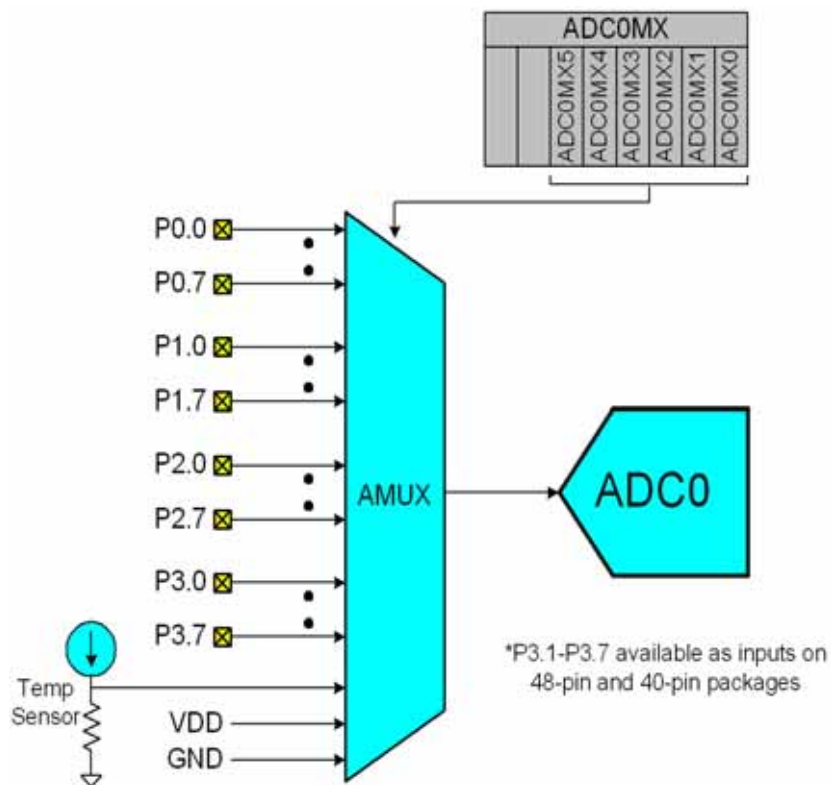 ADC0MX
ADC0MX5
ADC0MX4
ADC0MX3
ADC0MX2
ADC0MX1
ADC0MX0
P0.0
P0.7
P1.0
P1.7
P2.0
P2.7
P3.0
P3.7
AMUX
ADC0
Temp
Sensor
VDD
GND
*P3.1-P3.7 available as inputs on
48-pin and 40-pin packages